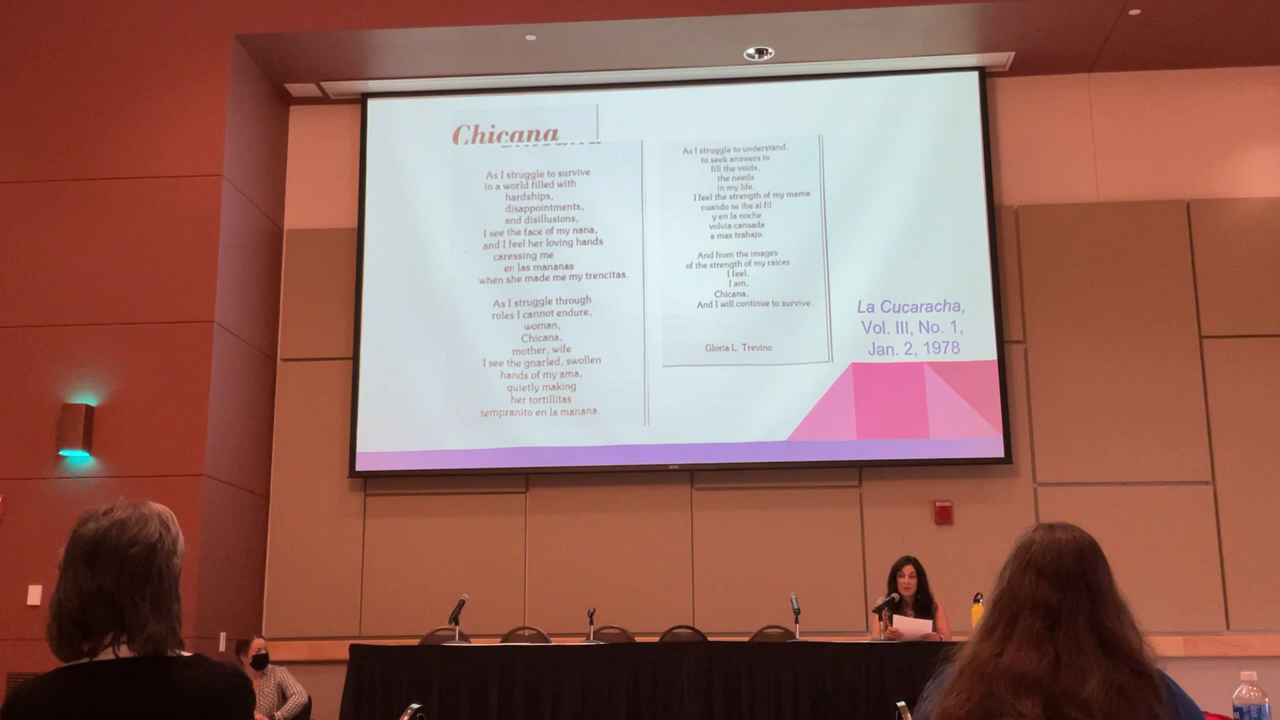 Chicana
As I struggle to survive
in a world filled with
hardships,
disappointments,
and disillusions,
I see the face of my nana,
and I feel her loving hands
caressing me
en las mananas
when she made me my trencitas.
As I struggle through
roles I cannot endure,
woman,
Chicana,
mother, wife
I see the gnarled, swollen
hands of my ama,
quietly making
her tortillitas
tempranito en la manana.
As I struggle to understand,
to seek answers to
fill the voids,
the needs
in my life,
I feel the strength of my mama
cuando se iba al fil
y en la noche
volvia cansada
a mas trabajo.
And from the images
of the strength of my raices
I feel,
I am,
Chicana,
And I will continue to survive.
Gloria L. Trevino
La Cucaracha,
Vol. III, No. 1,
Jan. 2, 1978